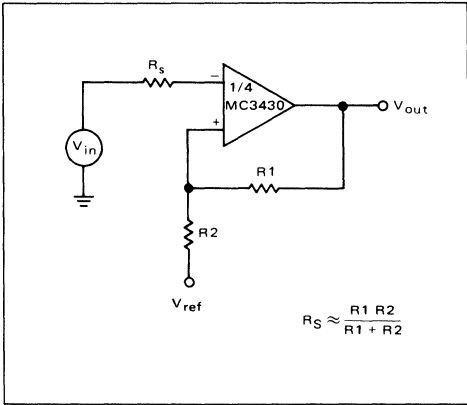 Rs
−
1/4
MC3430
+
Vout
Vin
R1
R2
Vref
RS ≈ R1 R2
R1 + R2